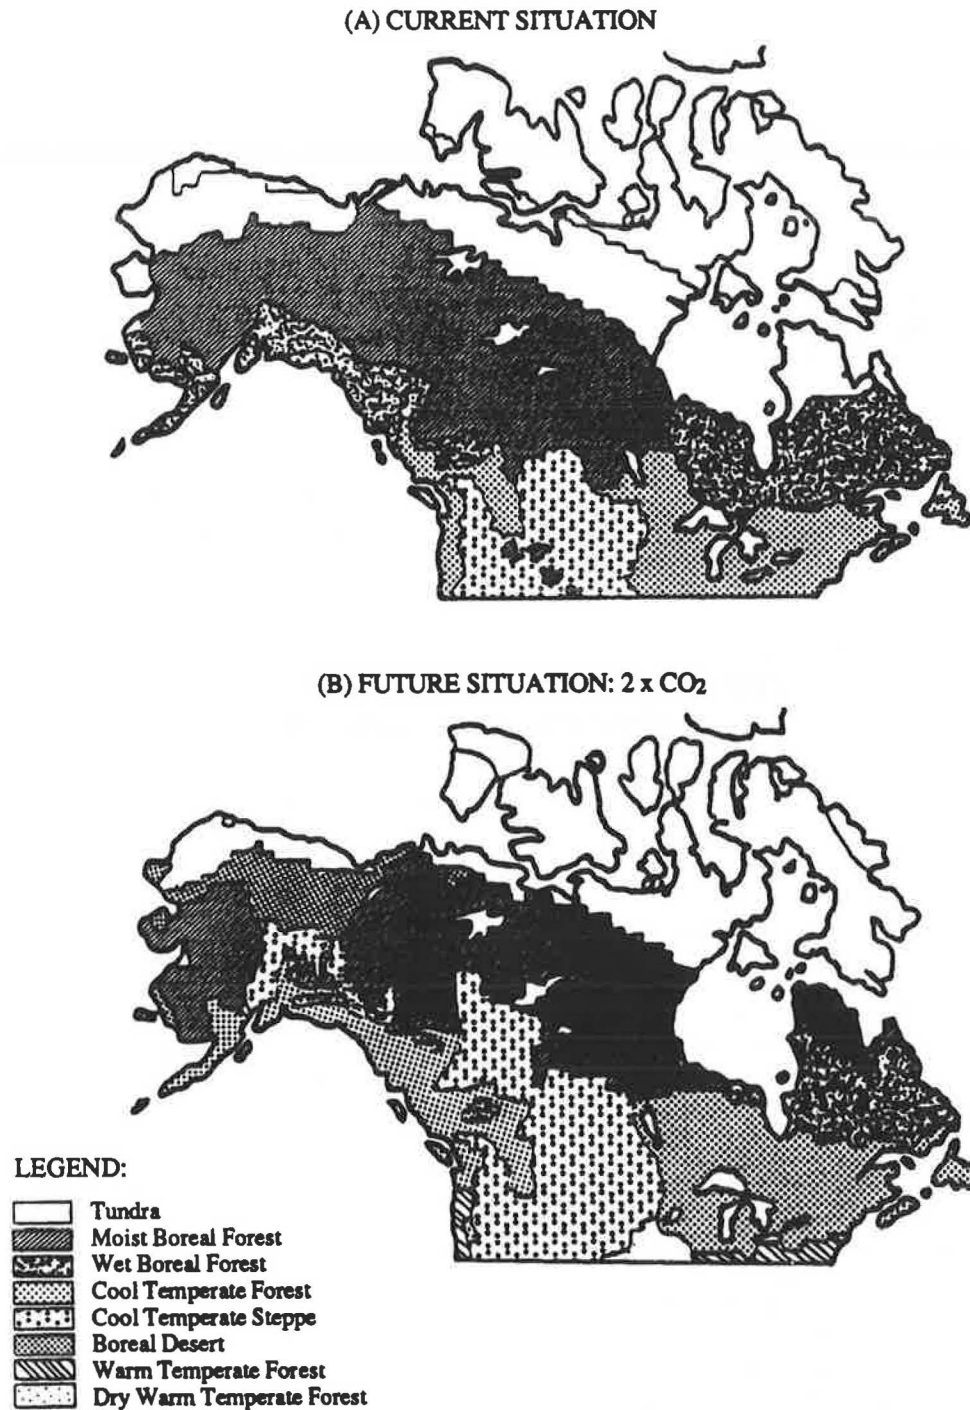 (A) CURRENT SITUATION
(B) FUTURE SITUATION: 2 x CO₂
LEGEND:
Tundra
Moist Boreal Forest
Wet Boreal Forest
Cool Temperate Forest
Cool Temperate Steppe
Boreal Desert
Warm Temperate Forest
Dry Warm Temperate Forest